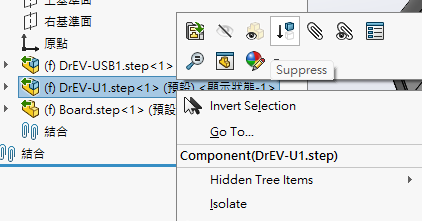 上基準面
右基準面
原點
(f) DrEV-USB1.step<1>
(f) DrEV-U1.step<1> (預設) <顯示狀態-1>
(f) Board.step<1> (預設
結合
結合
Suppress
Invert Selection
Go To...
Component(DrEV-U1.step)
Hidden Tree Items
Isolate